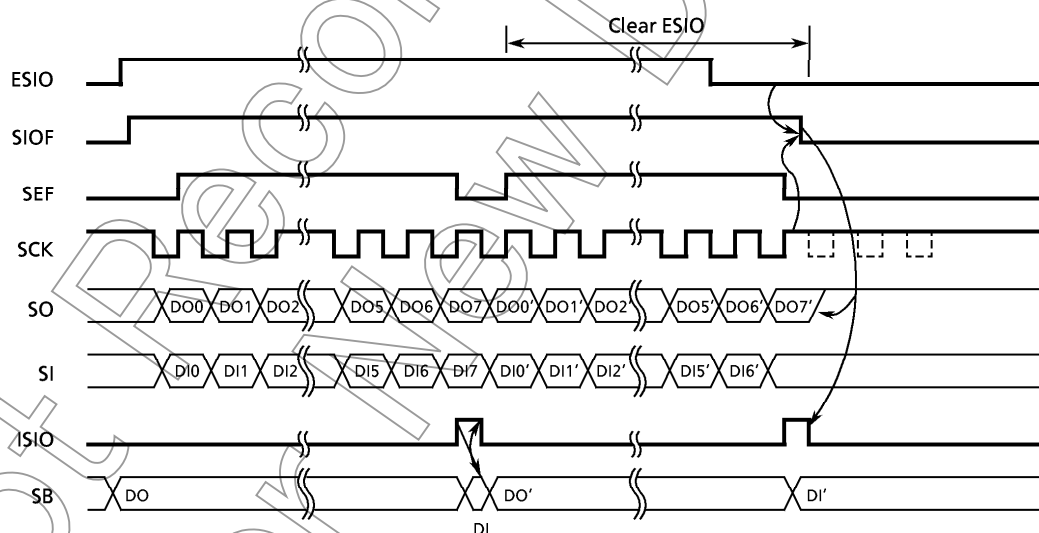 Clear ESIO
ESIO
SIOF
SEF
SCK
SO DO0 DO1 DO2 DO5 DO6 DO7 DO0′ DO1′ DO2′ DO5′ DO6′ DO7′
SI DI0 DI1 DI2 DI5 DI6 DI7 DI0′ DI1′ DI2′ DI5′ DI6′
ISIO
SB DO DO′ DI′
DI